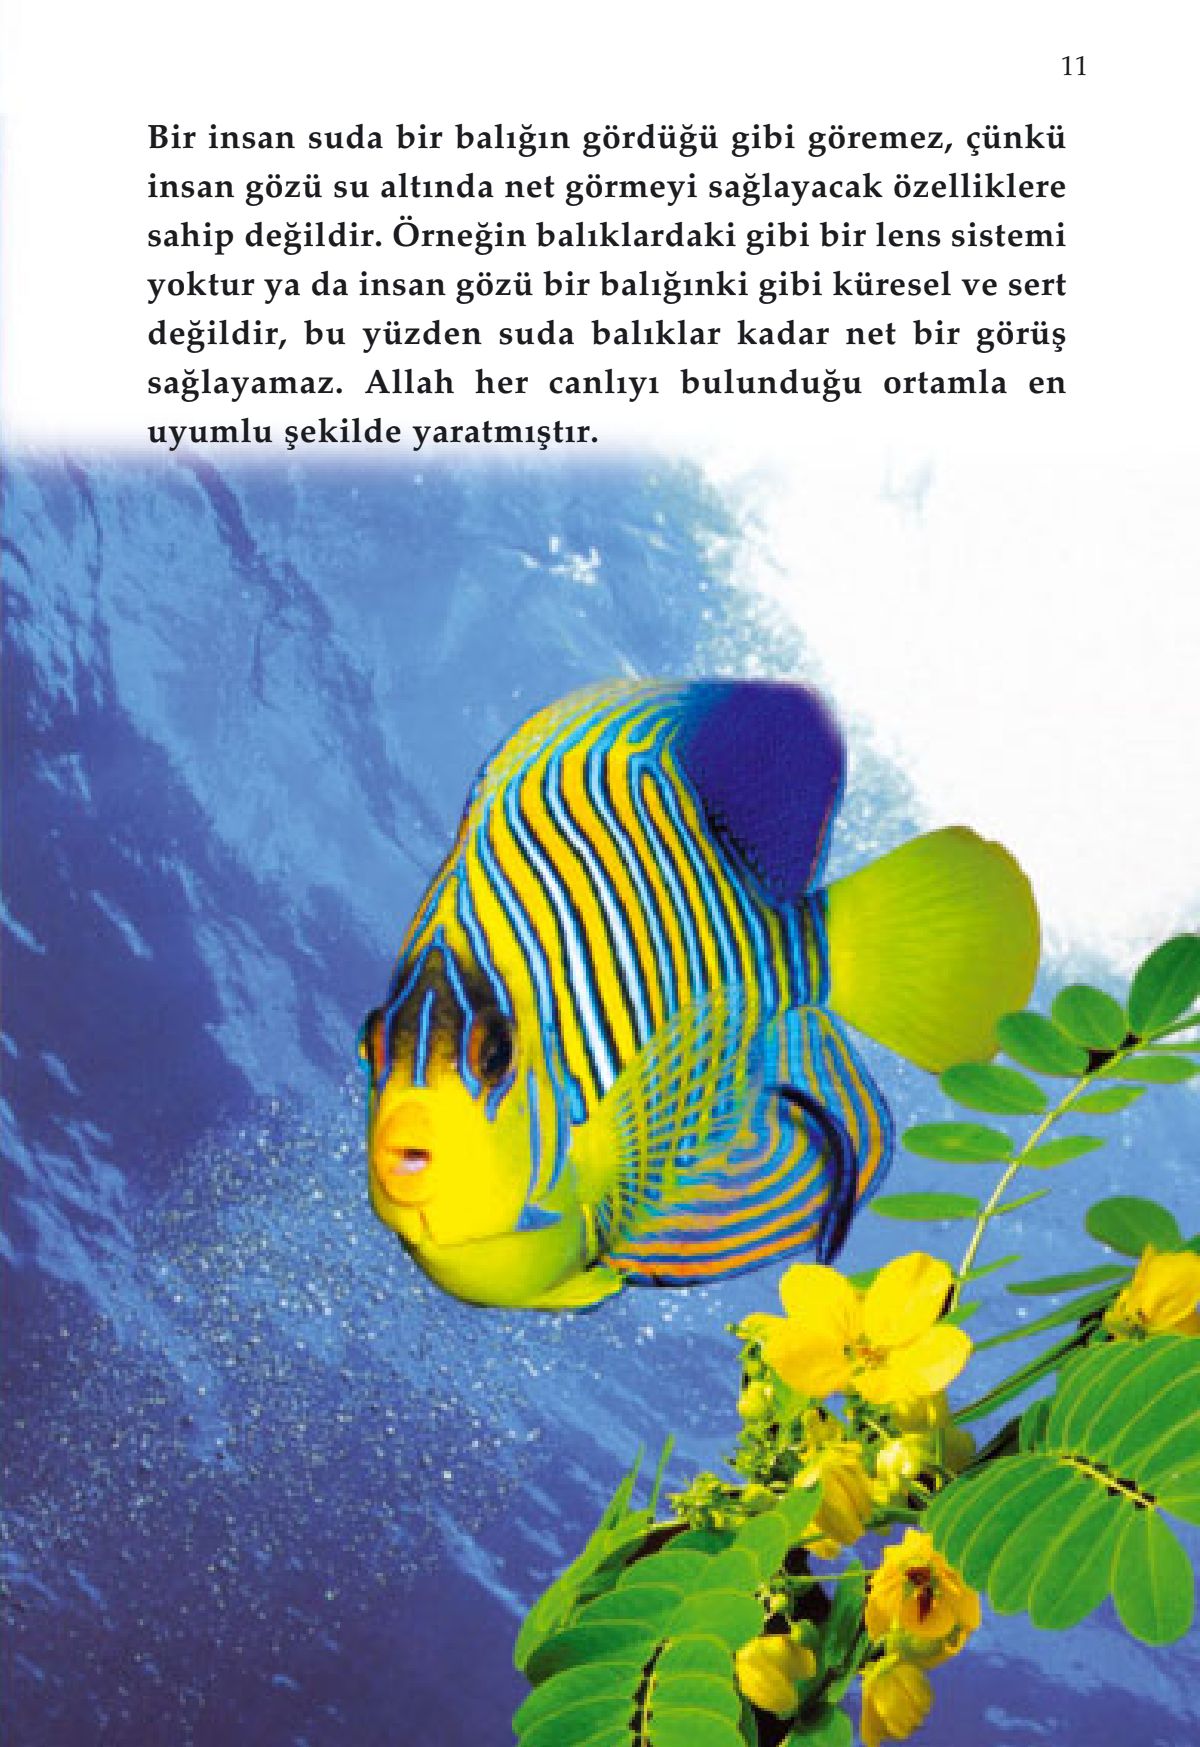 11
Bir insan suda bir balığın gördüğü gibi göremez, çünkü
insan gözü su altında net görmeyi sağlayacak özelliklere
sahip değildir. Örneğin balıklardaki gibi bir lens sistemi
yoktur ya da insan gözü bir balığınki gibi küresel ve sert
değildir, bu yüzden suda balıklar kadar net bir görüş
sağlayamaz. Allah her canlıyı bulunduğu ortamla en
uyumlu şekilde yaratmıştır.